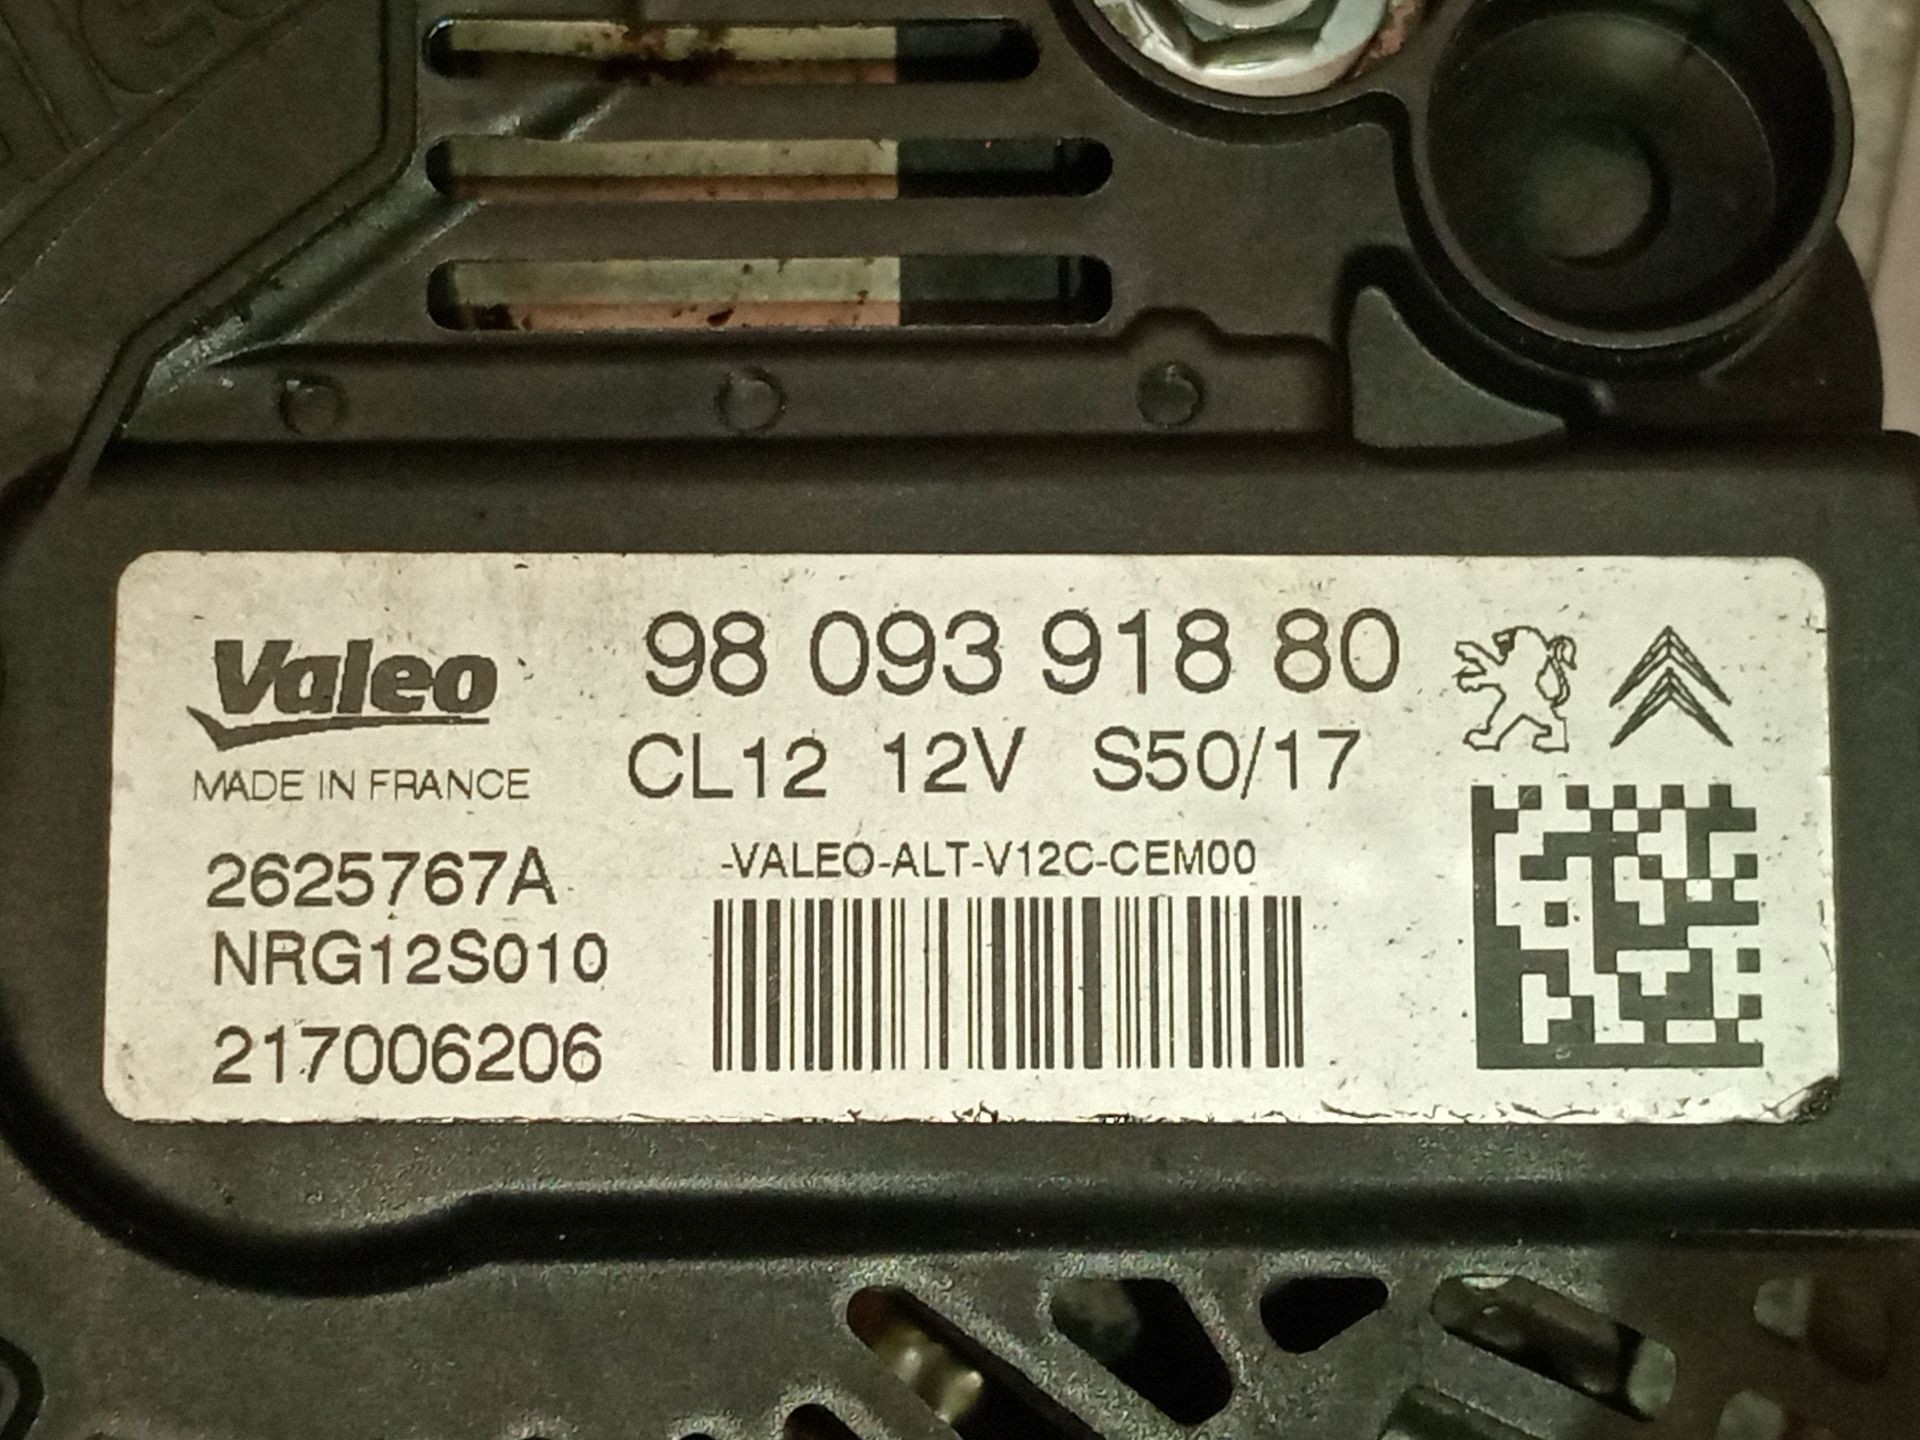 Valeo
MADE IN FRANCE
98 093 918 80
CL12 12V S50/17
2625767A
NRG12S010
217006206
-VALEO-ALT-V12C-CEM00